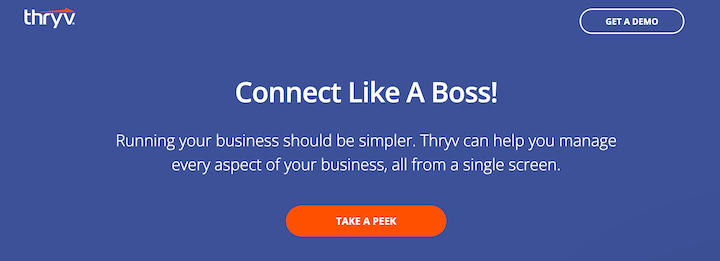 thryv
GET A DEMO
Connect Like A Boss!
Running your business should be simpler. Thryv can help you manage
every aspect of your business, all from a single screen.
TAKE A PEEK